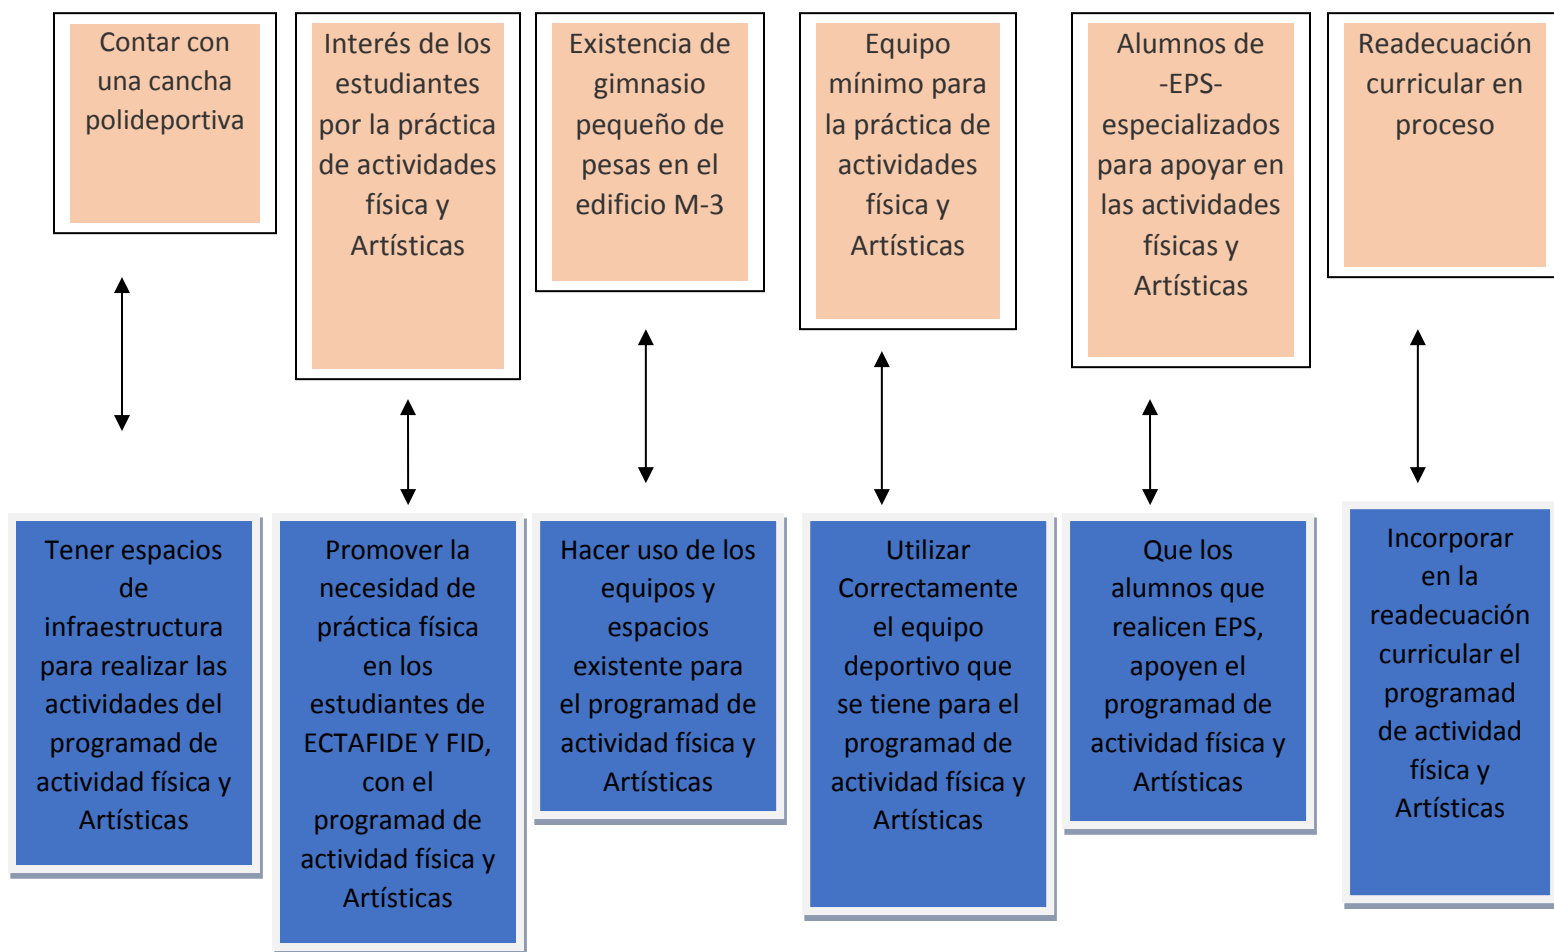 Contar con
una cancha
polideportiva
Interés de los
estudiantes
por la práctica
de actividades
física y
Artísticas
Existencia de
gimnasio
pequeño de
pesas en el
edificio M-3
Equipo
mínimo para
la práctica de
actividades
física y
Artísticas
Alumnos de
-EPS-
especializados
para apoyar en
las actividades
físicas y
Artísticas
Readecuación
curricular en
proceso
Tener espacios
de
infraestructura
para realizar las
actividades del
programad de
actividad física y
Artísticas
Promover la
necesidad de
práctica física
en los
estudiantes de
ECTAFIDE Y FID,
con el
programad de
actividad física y
Artísticas
Hacer uso de los
equipos y
espacios
existente para
el programad de
actividad física y
Artísticas
Utilizar
Correctamente
el equipo
deportivo que
se tiene para el
programad de
actividad física y
Artísticas
Que los
alumnos que
realicen EPS,
apoyen el
programad de
actividad física y
Artísticas
Incorporar
en la
readecuación
curricular el
programad
de actividad
física y
Artísticas